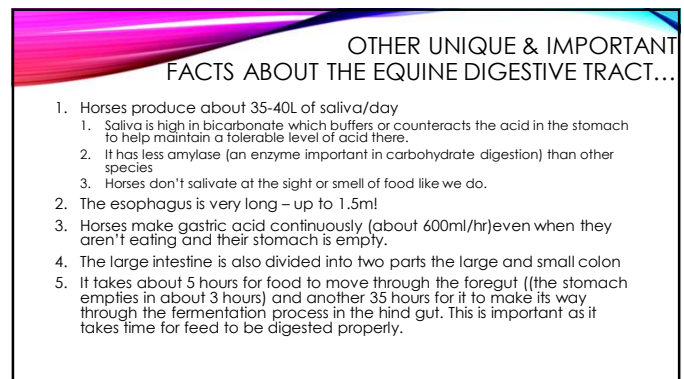 OTHER UNIQUE & IMPORTANT
FACTS ABOUT THE EQUINE DIGESTIVE TRACT…
1. Horses produce about 35-40L of saliva/day
1. Saliva is high in bicarbonate which buffers or counteracts the acid in the stomach
to help maintain a tolerable level of acid there.
2. It has less amylase (an enzyme important in carbohydrate digestion) than other
species
3. Horses don't salivate at the sight or smell of food like we do.
2. The esophagus is very long – up to 1.5m!
3. Horses make gastric acid continuously (about 600ml/hr)even when they
aren't eating and their stomach is empty.
4. The large intestine is also divided into two parts the large and small colon
5. It takes about 5 hours for food to move through the foregut ((the stomach
empties in about 3 hours) and another 35 hours for it to make its way
through the fermentation process in the hind gut. This is important as it
takes time for feed to be digested properly.